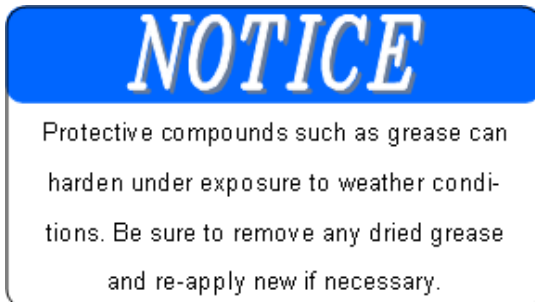 NOTICE
Protective compounds such as grease can
harden under exposure to weather condi-
tions. Be sure to remove any dried grease
and re-apply new if necessary.